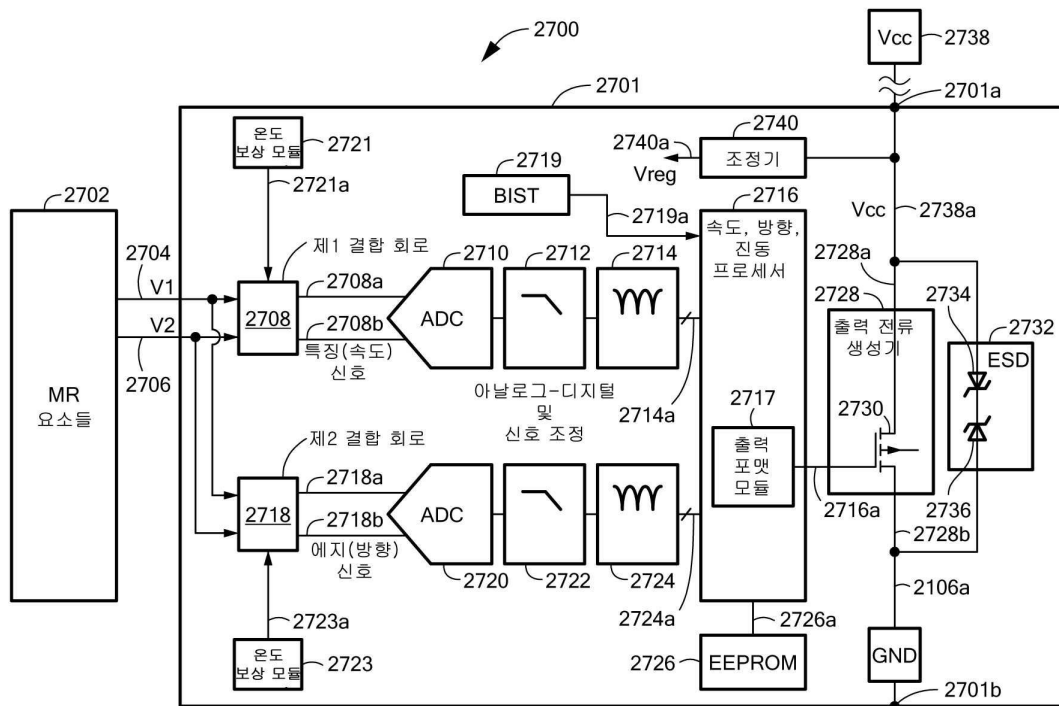 2700
Vcc
2738
2701
2701a
온도
보상 모듈
2721
2721a
2740
2740a
조정기
Vreg
2719
BIST
2719a
2716
속도, 방향,
진동
프로세서
Vcc
2738a
2702
MR
요소들
2704
V1
V2
2706
제1 결합 회로
2708
2708a
2708b
특징(속도)
신호
2710
ADC
2712
2714
2714a
아날로그-디지털
및
신호 조정
2728a
2728
출력 전류
생성기
2730
2734
2732
ESD
2736
2717
출력
포맷
모듈
2716a
2728b
제2 결합 회로
2718
2718a
2718b
에지(방향)
신호
ADC
2720
2722
2724
2724a
2106a
2723a
온도
보상 모듈
2723
2726a
2726
EEPROM
GND
2701b